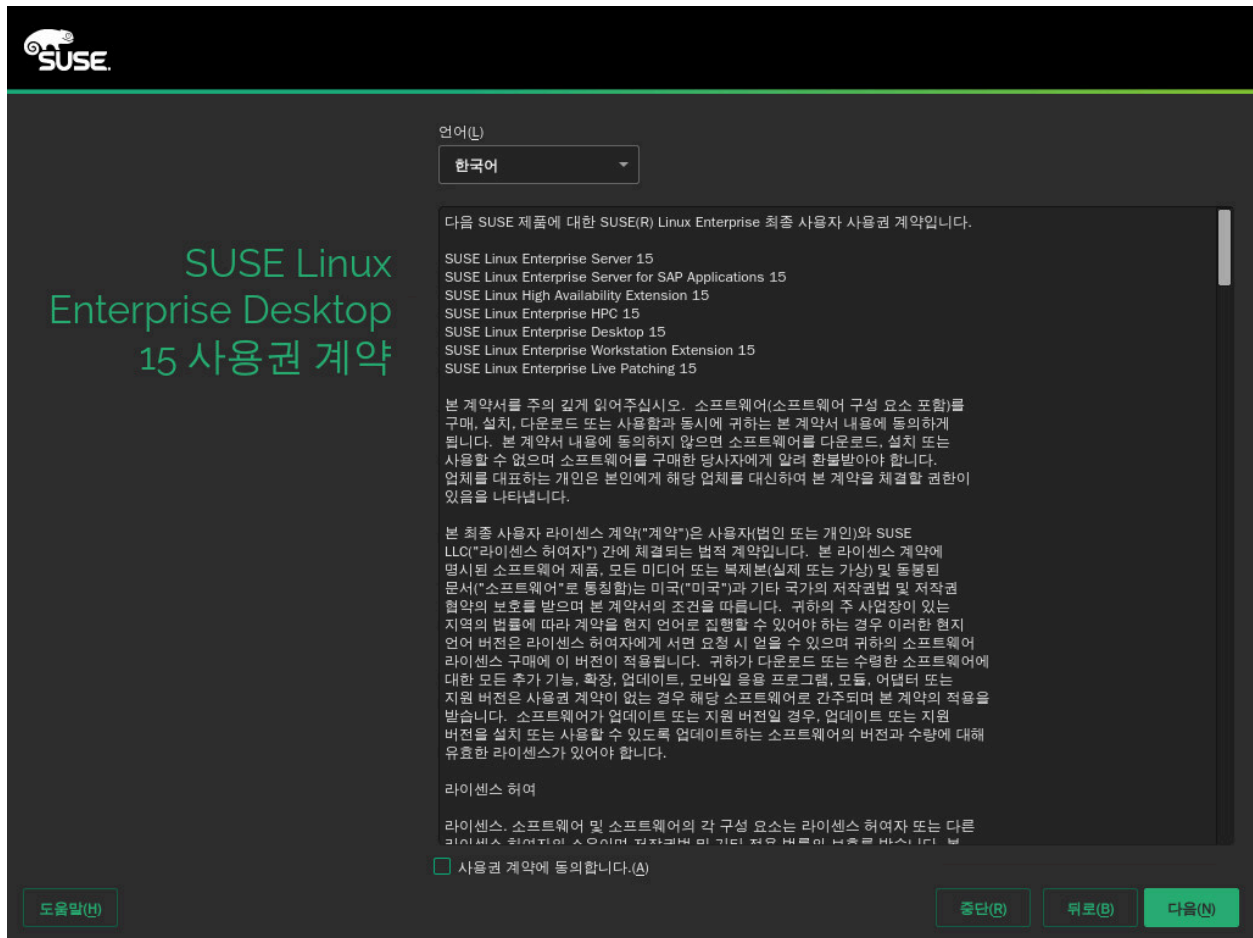 SUSE.
언어(L)
한국어
SUSE Linux
Enterprise Desktop
15 사용권 계약
다음 SUSE 제품에 대한 SUSE(R) Linux Enterprise 최종 사용자 사용권 계약입니다.
SUSE Linux Enterprise Server 15
SUSE Linux Enterprise Server for SAP Applications 15
SUSE Linux High Availability Extension 15
SUSE Linux Enterprise HPC 15
SUSE Linux Enterprise Desktop 15
SUSE Linux Enterprise Workstation Extension 15
SUSE Linux Enterprise Live Patching 15
본 계약서를 주의 깊게 읽어주십시오.  소프트웨어(소프트웨어 구성 요소 포함)를
구매, 설치, 다운로드 또는 사용함과 동시에 귀하는 본 계약서 내용에 동의하게
됩니다.  본 계약서 내용에 동의하지 않으면 소프트웨어를 다운로드, 설치 또는
사용할 수 없으며 소프트웨어를 구매한 당사자에게 알려 환불받아야 합니다.
업체를 대표하는 개인은 본인에게 해당 업체를 대신하여 본 계약을 체결할 권한이
있음을 나타냅니다.
본 최종 사용자 라이센스 계약("계약")은 사용자(법인 또는 개인)와 SUSE
LLC("라이센스 허여자") 간에 체결되는 법적 계약입니다.  본 라이센스 계약에
명시된 소프트웨어 제품, 모든 미디어 또는 복제본(실제 또는 가상) 및 동봉된
문서("소프트웨어"로 통칭함)는 미국("미국")과 기타 국가의 저작권법 및 저작권
협약의 보호를 받으며 본 계약서의 조건을 따릅니다.  귀하의 주 사업장이 있는
지역의 법률에 따라 계약을 현지 언어로 집행할 수 있어야 하는 경우 이러한 현지
언어 버전은 라이센스 허여자에게 서면 요청 시 얻을 수 있으며 귀하의 소프트웨어
라이센스 구매에 이 버전이 적용됩니다.  귀하가 다운로드 또는 수령한 소프트웨어에
대한 모든 추가 기능, 확장, 업데이트, 모바일 응용 프로그램, 모듈, 어댑터 또는
지원 버전은 사용권 계약이 없는 경우 해당 소프트웨어로 간주되며 본 계약의 적용을
받습니다.  소프트웨어가 업데이트 또는 지원 버전일 경우, 업데이트 또는 지원
버전을 설치 또는 사용할 수 있도록 업데이트하는 소프트웨어의 버전과 수량에 대해
유효한 라이센스가 있어야 합니다.
라이센스 허여
라이센스. 소프트웨어 및 소프트웨어의 각 구성 요소는 라이센스 허여자 또는 다른
라이센스 허여자의 소유이며 저작권법 및 기타 적용 법률의 보호를 받습니다. 본
사용권 계약에 동의합니다.(A)
도움말(H)
중단(R)
뒤로(B)
다음(N)